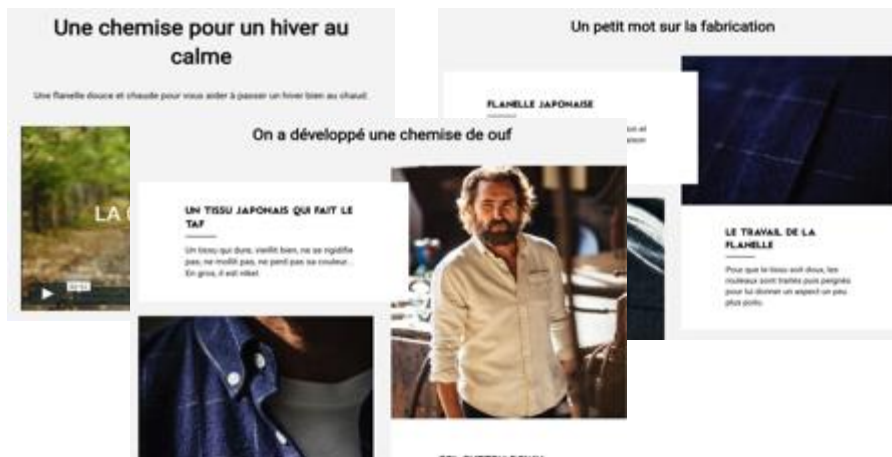 Une chemise pour un hiver au
calme
Une flanelle douce et chaude pour vous aider à passer un hiver bien au chaud.
LA
Un petit mot sur la fabrication
FLANELLE JAPONAISE
On a développé une chemise de ouf
UN TISSU JAPONAIS QUI FAIT LE
TAF
Un tissu qui dure, vieillit bien, ne se rigidifie
pas, ne mollit pas, ne perd pas sa couleur...
En gros, il est nickel
LE TRAVAIL DE LA
FLANELLE
Pour que le tissu soit doux, les
rouleaux sont traités puis peignés
pour lui donner un aspect un peu
plus poilu.